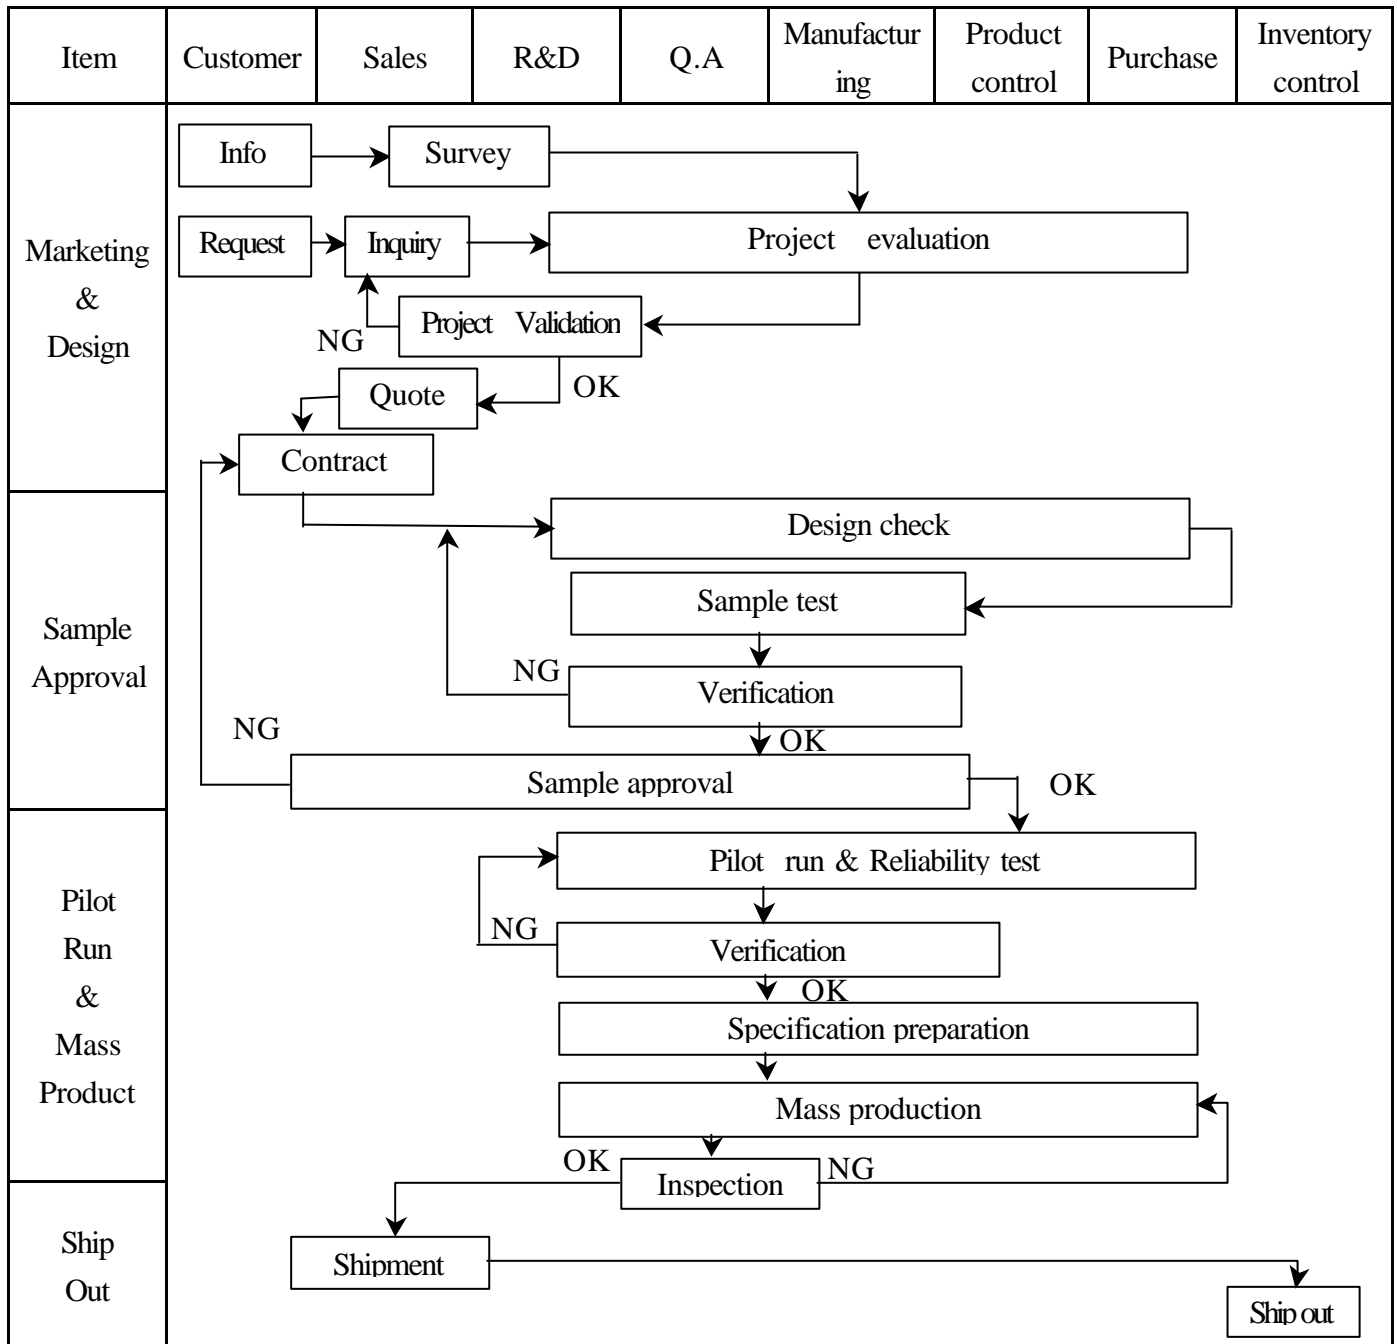 Item
Customer
Sales
R&D
Q.A
Manufactur
ing
Product
control
Purchase
Inventory
control
Marketing
&
Design
Info
Survey
Request
Inquiry
Project evaluation
NG
Project Validation
Quote
OK
Contract
Sample
Approval
Design check
Sample test
NG
Verification
NG
OK
Sample approval
OK
Pilot
Run
&
Mass
Product
Pilot run & Reliability test
NG
Verification
OK
Specification preparation
Mass production
OK
Inspection
NG
Ship
Out
Shipment
Ship out